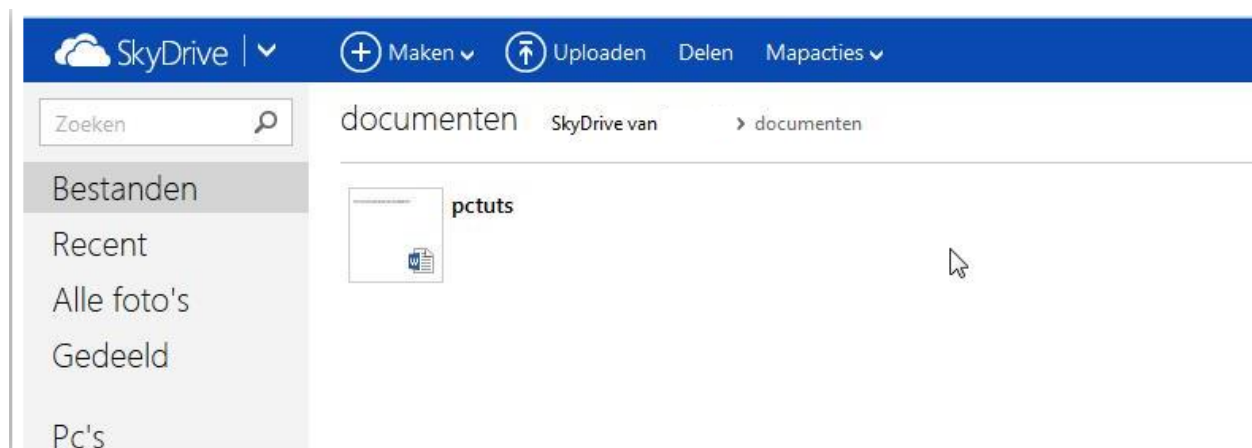 SkyDrive Maken Uploaden Delen Mapacties
Zoeken
documenten SkyDrive van > documenten
Bestanden
pctuts
Recent
Alle foto's
Gedeeld
Pc's